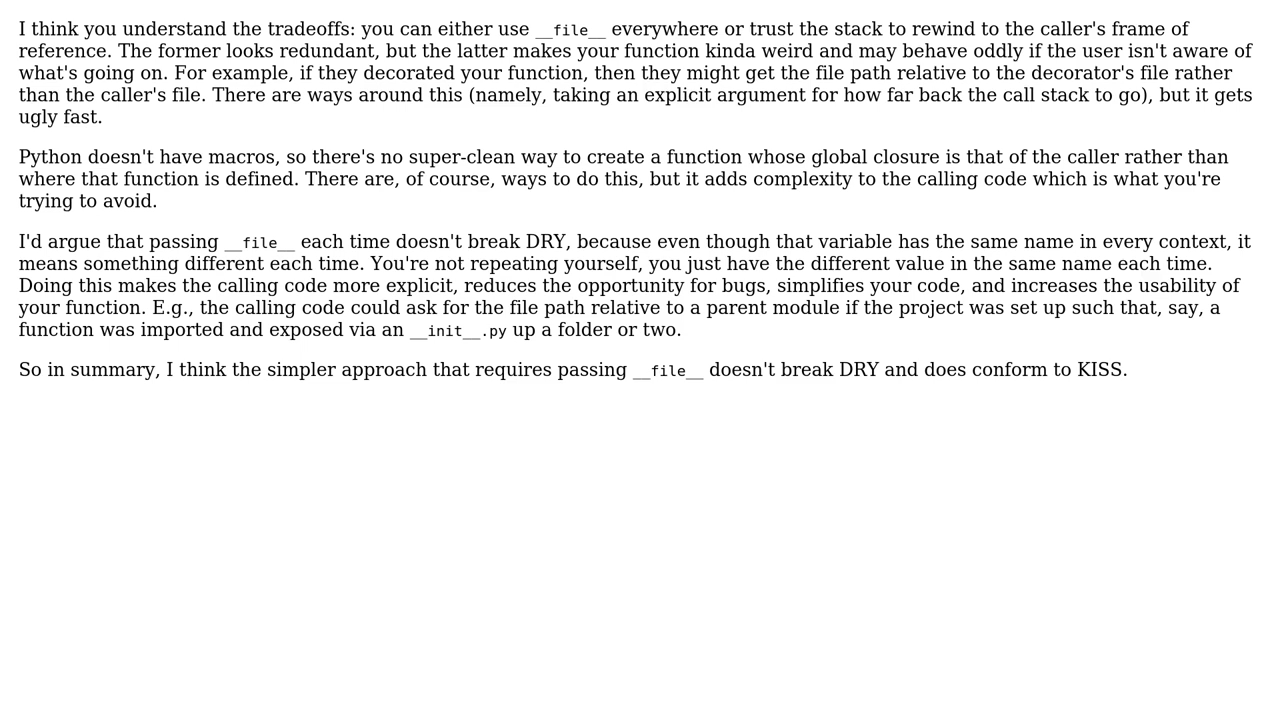 I think you understand the tradeoffs: you can either use __file__ everywhere or trust the stack to rewind to the caller's frame of
reference. The former looks redundant, but the latter makes your function kinda weird and may behave oddly if the user isn't aware of
what's going on. For example, if they decorated your function, then they might get the file path relative to the decorator's file rather
than the caller's file. There are ways around this (namely, taking an explicit argument for how far back the call stack to go), but it gets
ugly fast.
Python doesn't have macros, so there's no super-clean way to create a function whose global closure is that of the caller rather than
where that function is defined. There are, of course, ways to do this, but it adds complexity to the calling code which is what you're
trying to avoid.
I'd argue that passing __file__ each time doesn't break DRY, because even though that variable has the same name in every context, it
means something different each time. You're not repeating yourself, you just have the different value in the same name each time.
Doing this makes the calling code more explicit, reduces the opportunity for bugs, simplifies your code, and increases the usability of
your function. E.g., the calling code could ask for the file path relative to a parent module if the project was set up such that, say, a
function was imported and exposed via an __init__.py up a folder or two.
So in summary, I think the simpler approach that requires passing __file__ doesn't break DRY and does conform to KISS.